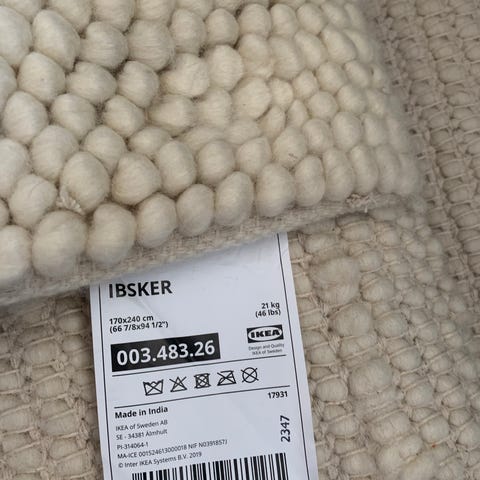 IBSKER
170x240 cm
(66 7/8x94 1/2")
21 kg
(46 lbs)
003.483.26
IKEA
Design and Quality
IKEA of Sweden
17931
Made in India
IKEA of Sweden AB
SE - 34381 Älmhult
PI-314064-1
MA-ICE 001524613000018 NIF N0391857J
© Inter IKEA Systems B.V. 2019
2347